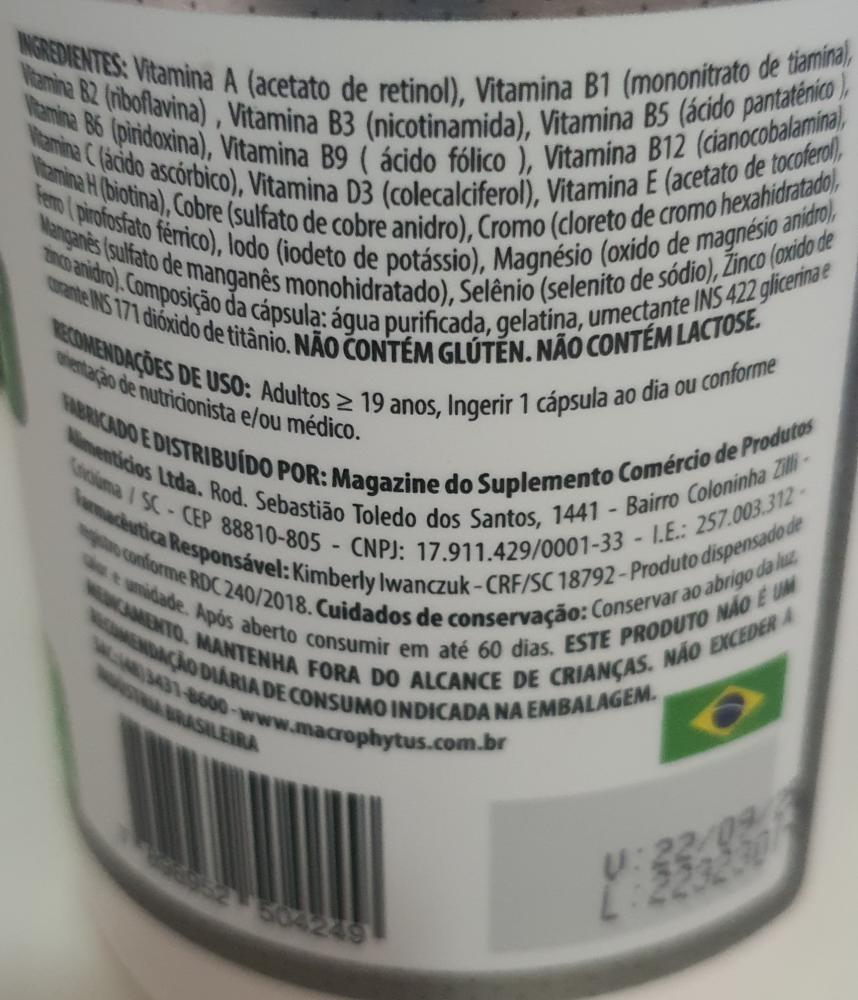 INGREDIENTES: Vitamina A (acetato de retinol), Vitamina B1 (mononitrato de tiamina),
Vitamina B2 (riboflavina) , Vitamina B3 (nicotinamida), Vitamina B5 (ácido pantatênico ),
Vitamina B6 (piridoxina), Vitamina B9 ( ácido fólico ), Vitamina B12 (cianocobalamina),
Vitamina C (ácido ascórbico), Vitamina D3 (colecalciferol), Vitamina E (acetato de tocoferol),
Vitamina H (biotina), Cobre (sulfato de cobre anidro), Cromo (cloreto de cromo hexahidratado),
Ferro ( pirofosfato férrico), Iodo (iodeto de potássio), Magnésio (oxido de magnésio anidro),
Manganês (sulfato de manganês monohidratado), Selênio (selenito de sódio), Zinco (oxido de
zinco anidro). Composição da cápsula: água purificada, gelatina, umectante INS 422 glicerina e
corante INS 171 dióxido de titânio. NÃO CONTÉM GLÚTEN. NÃO CONTÉM LACTOSE.
RECOMENDAÇÕES DE USO: Adultos ≥ 19 anos, Ingerir 1 cápsula ao dia ou conforme
orientação de nutricionista e/ou médico.
FABRICADO E DISTRIBUÍDO POR: Magazine do Suplemento Comércio de Produtos
Alimentícios Ltda. Rod. Sebastião Toledo dos Santos, 1441 - Bairro Coloninha Zilli -
Criciúma / SC - CEP 88810-805 - CNPJ: 17.911.429/0001-33 - I.E.: 257.003.312 -
Farmacêutica Responsável: Kimberly Iwanczuk - CRF/SC 18792 - Produto dispensado de
registro conforme RDC 240/2018. Cuidados de conservação: Conservar ao abrigo da luz,
calor e umidade. Após aberto consumir em até 60 dias. ESTE PRODUTO NÃO É UM
MEDICAMENTO. MANTENHA FORA DO ALCANCE DE CRIANÇAS. NÃO EXCEDER A
RECOMENDAÇÃO DIÁRIA DE CONSUMO INDICADA NA EMBALAGEM.
SAC: (48) 3431-8600 - www.macrophytus.com.br
INDÚSTRIA BRASILEIRA
504249
V: 22/09/
L: